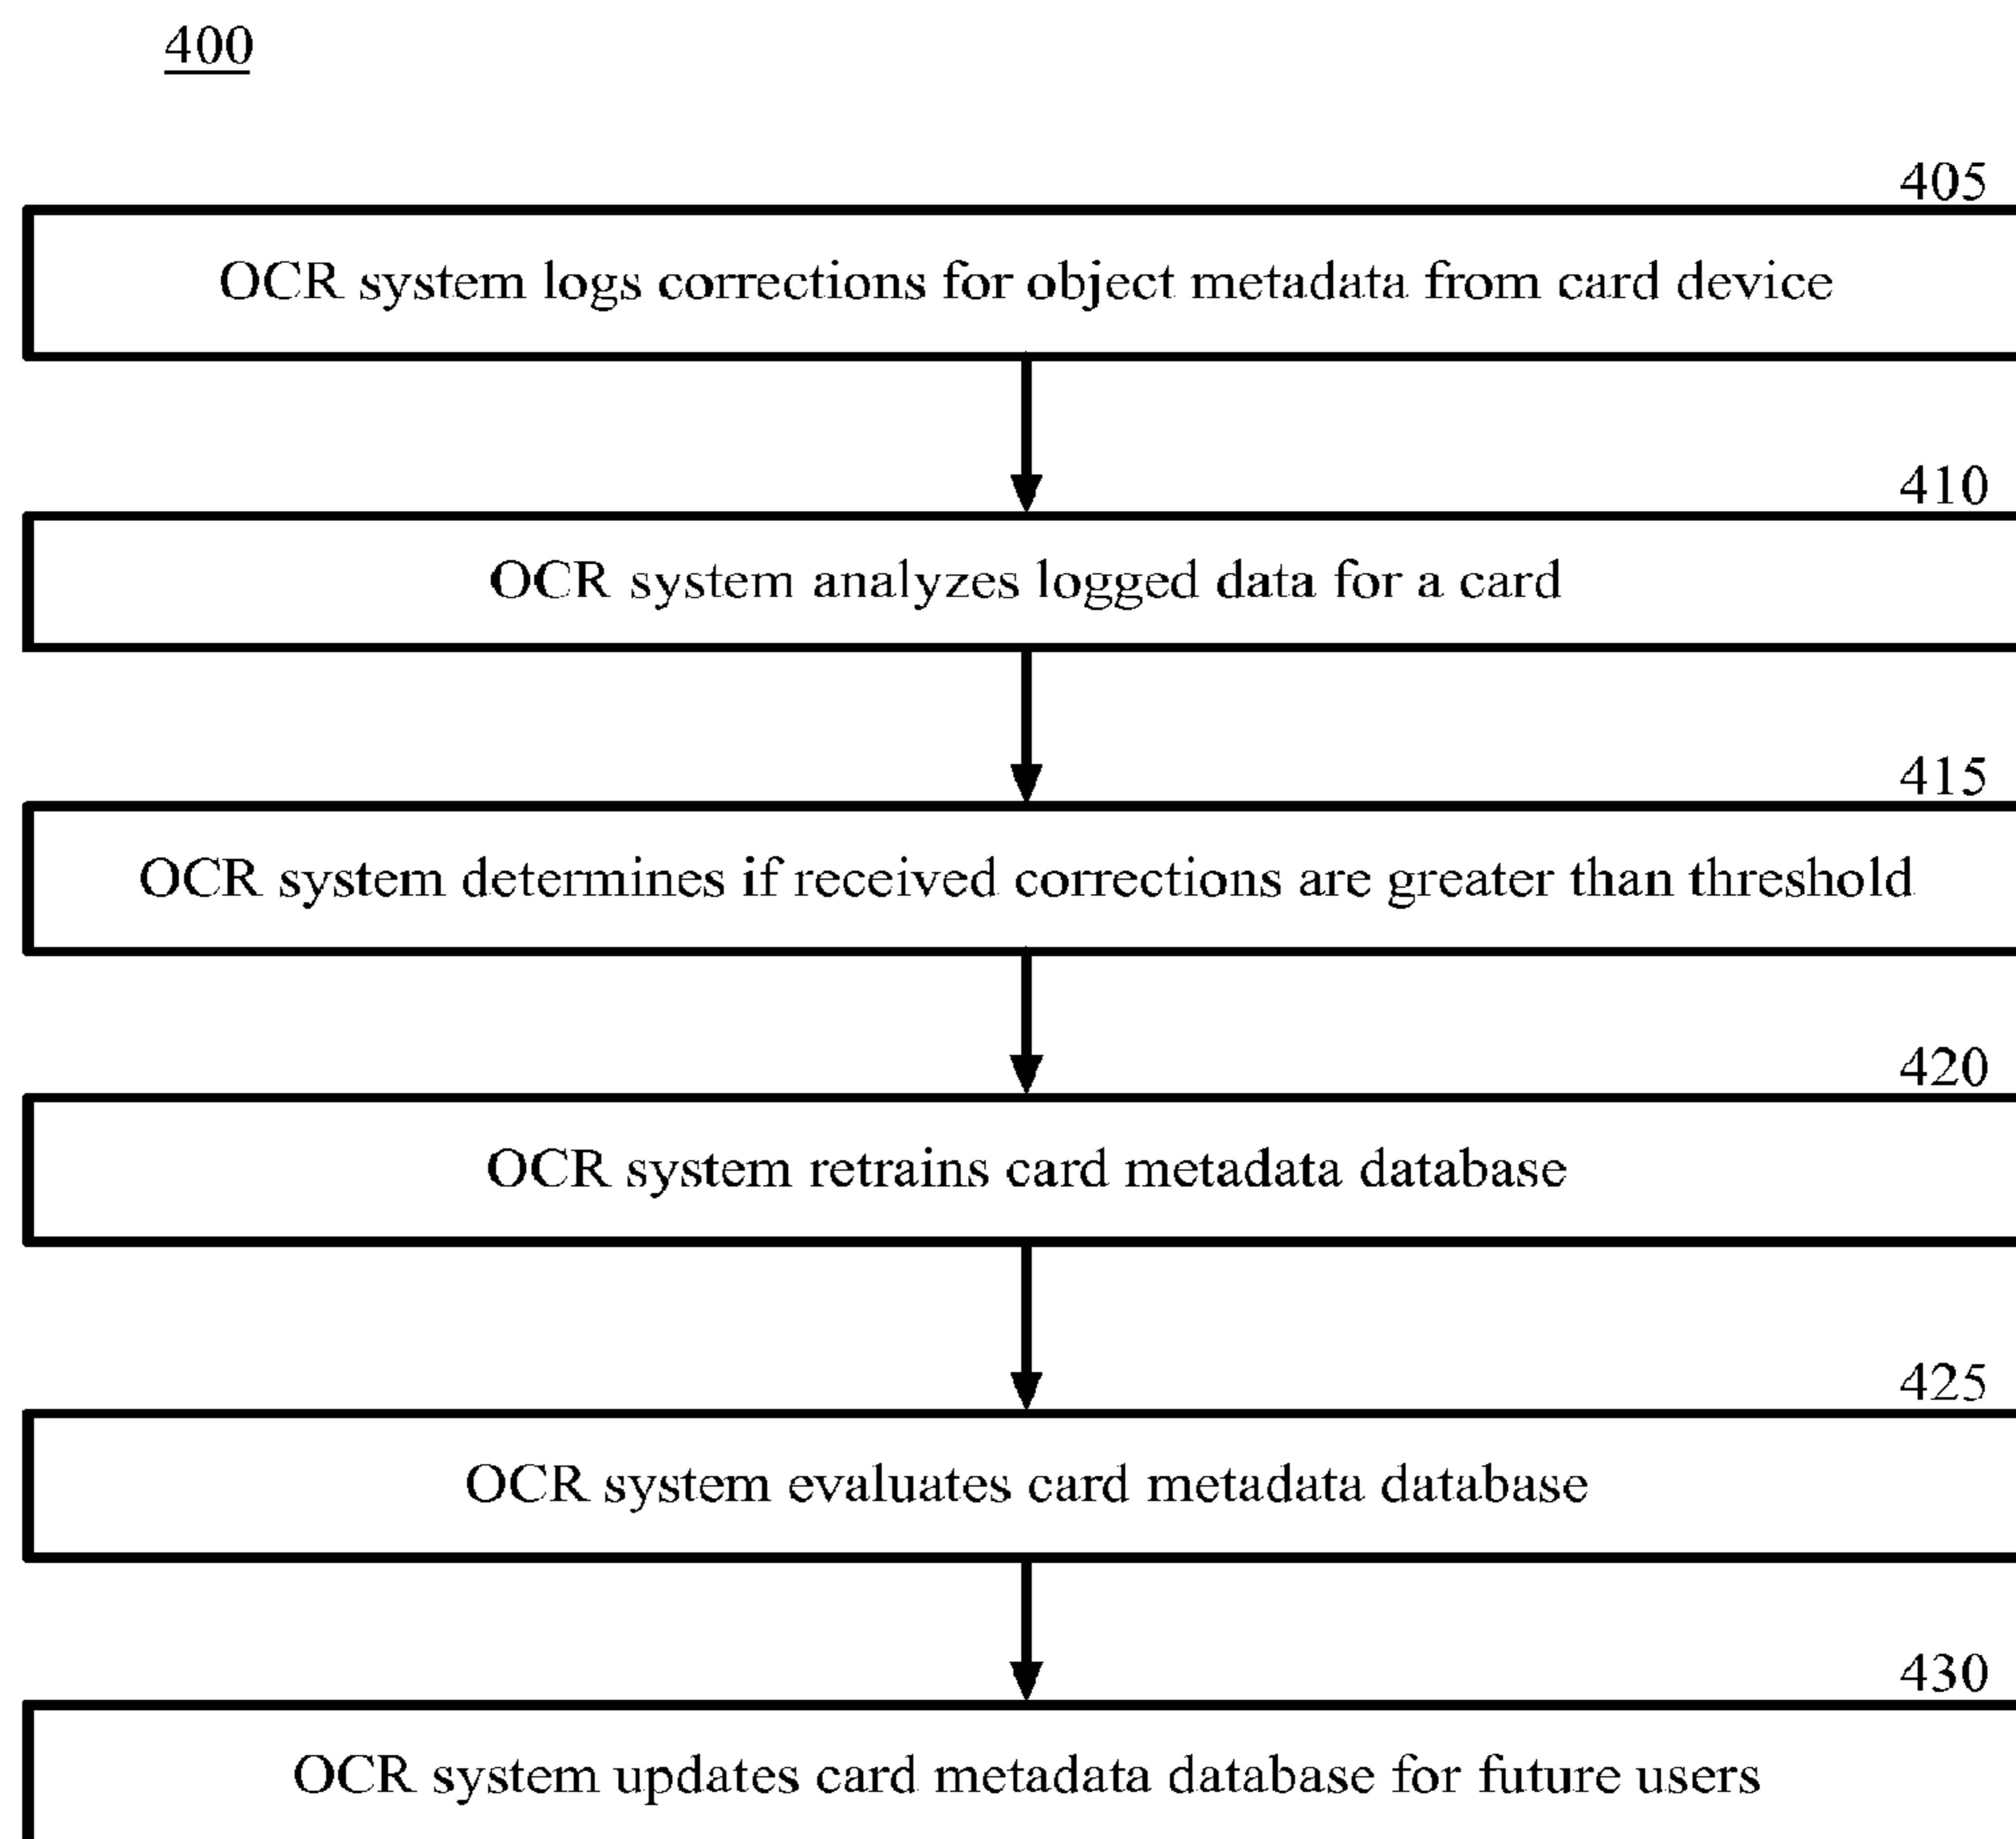 400
405
OCR system logs corrections for object metadata from card device
410
OCR system analyzes logged data for a card
415
OCR system determines if received corrections are greater than threshold
420
OCR system retrains card metadata database
425
OCR system evaluates card metadata database
430
OCR system updates card metadata database for future users